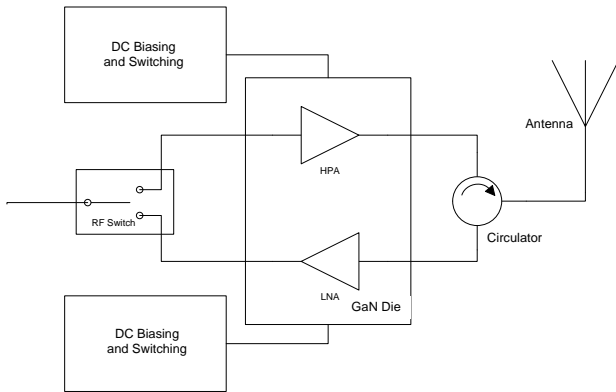 DC Biasing
and Switching
Antenna
HPA
RF Switch
Circulator
LNA
GaN Die
DC Biasing
and Switching